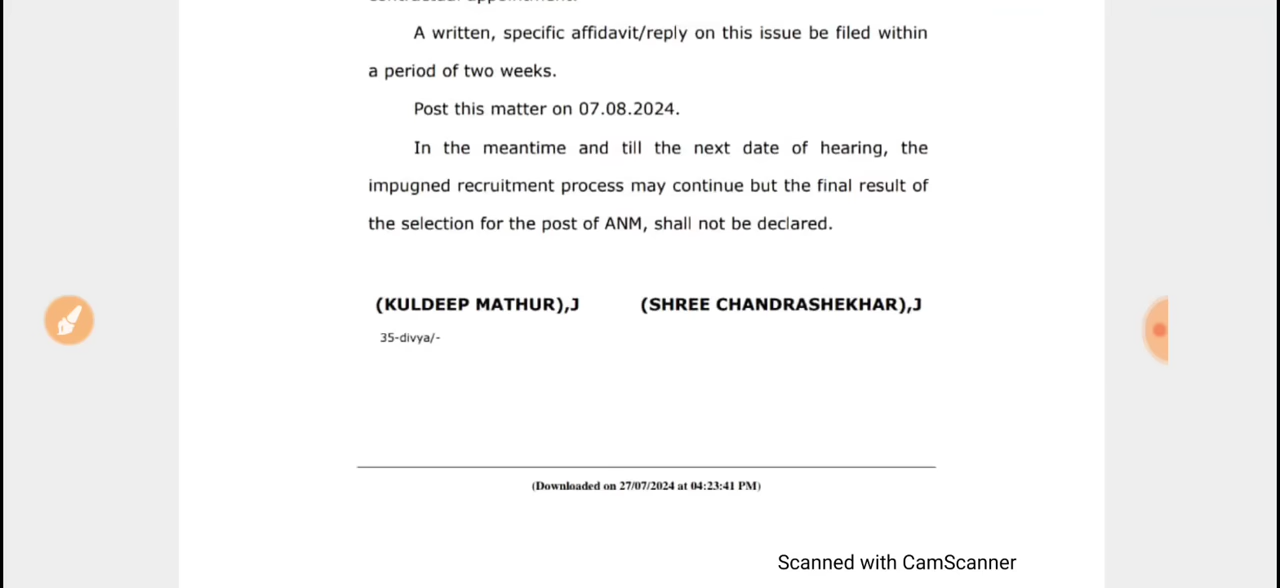 A written, specific affidavit/reply on this issue be filed within
a period of two weeks.
Post this matter on 07.08.2024.
In the meantime and till the next date of hearing, the
impugned recruitment process may continue but the final result of
the selection for the post of ANM, shall not be declared.
(KULDEEP MATHUR),J (SHREE CHANDRASHEKHAR),J
35-divya/-
(Downloaded on 27/07/2024 at 04:23:41 PM)
Scanned with CamScanner